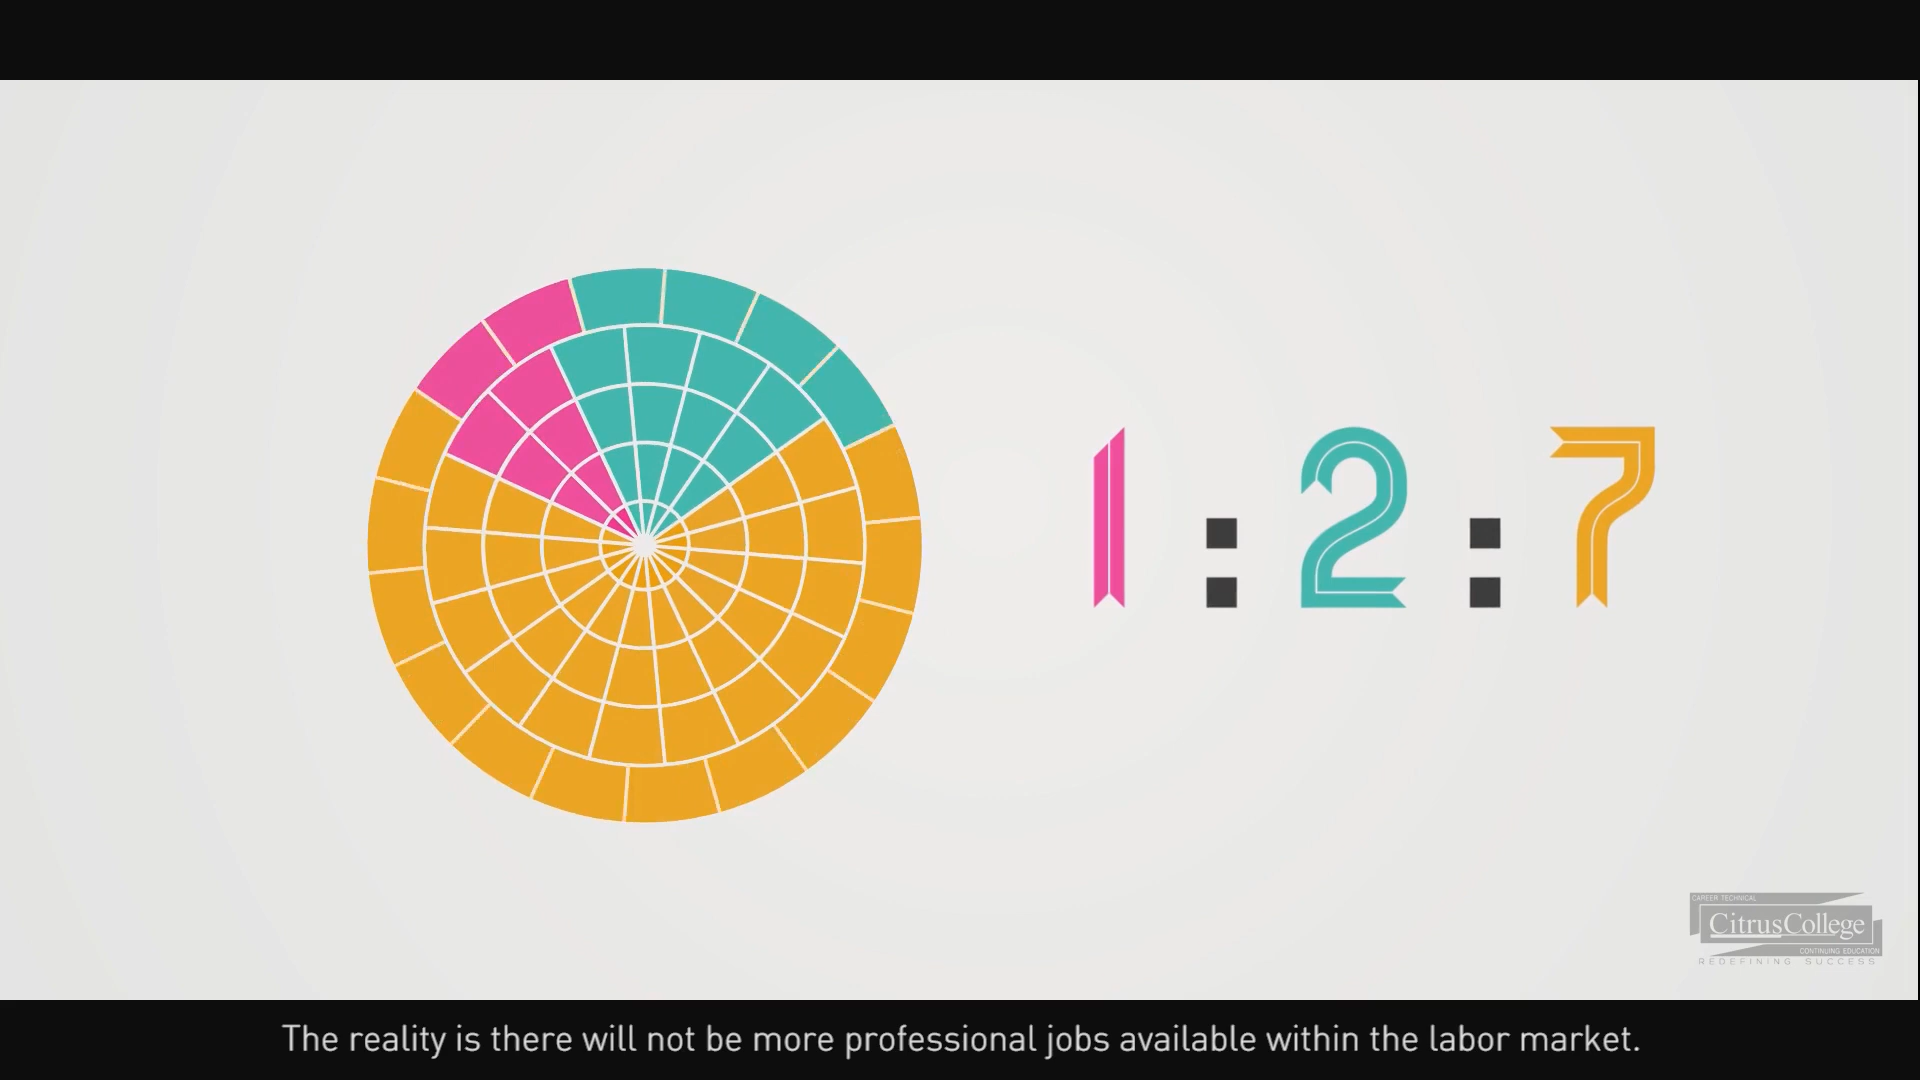 1:2:7
CAREER TECHNICAL
CitrusCollege
CONTINUING EDUCATION
REDEFINING SUCCESS
The reality is there will not be more professional jobs available within the labor market.